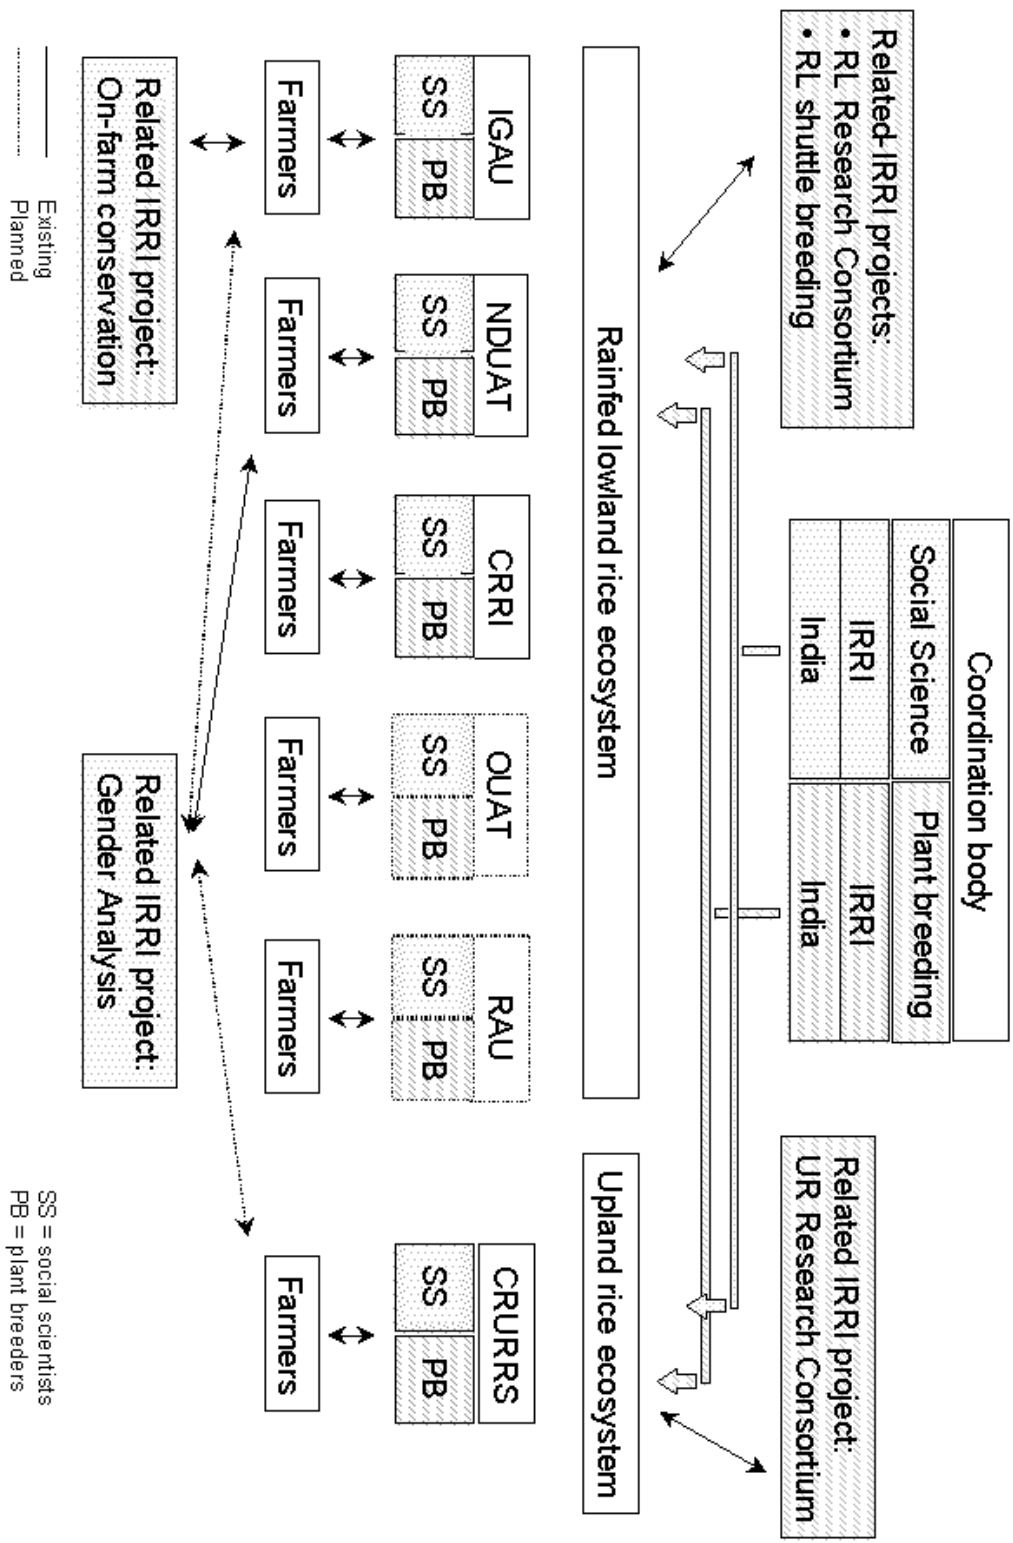 Coordination body
Social Science
Plant breeding
IRRI
IRRI
India
India
Related IRRI projects:
• RL Research Consortium
• RL shuttle breeding
Related IRRI project:
UR Research Consortium
Rainfed lowland rice ecosystem
Upland rice ecosystem
IGAU
NDUAT
CRRI
OUAT
RAU
CRURRS
SS
PB
SS
PB
SS
PB
SS
PB
SS
PB
SS
PB
Farmers
Farmers
Farmers
Farmers
Farmers
Farmers
Related IRRI project:
On-farm conservation
Related IRRI project:
Gender Analysis
Existing
Planned
SS = social scientists
PB = plant breeders